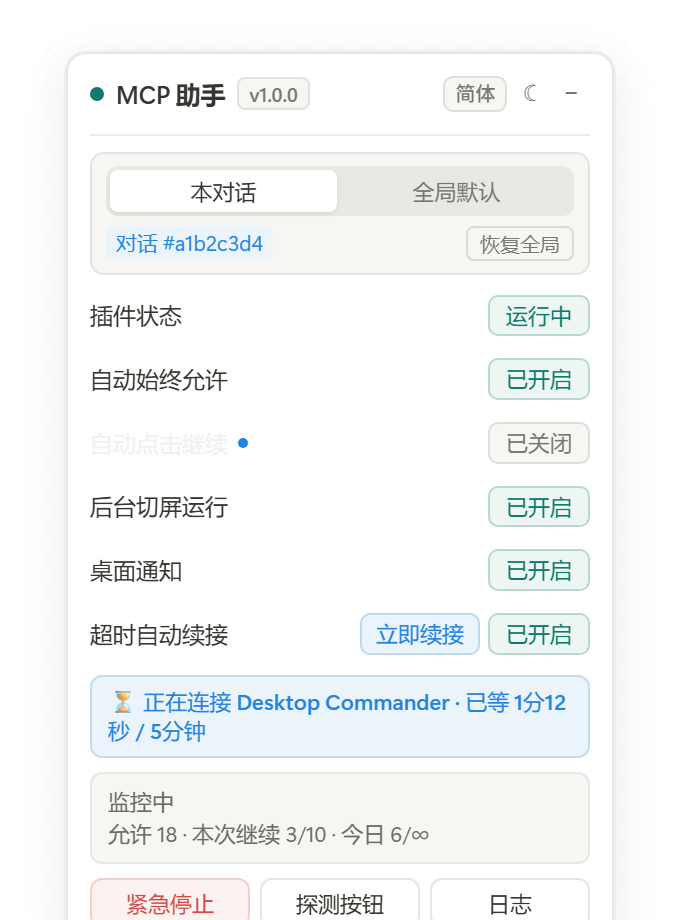 MCP 助手 v1.0.0 简体
本对话 全局默认
对话 #a1b2c3d4 恢复全局
插件状态 运行中
自动始终允许 已开启
自动点击继续 已关闭
后台切屏运行 已开启
桌面通知 已开启
超时自动续接 立即续接 已开启
⏳ 正在连接 Desktop Commander · 已等 1分12
秒 / 5分钟
监控中
允许 18 · 本次继续 3/10 · 今日 6/∞
紧急停止 探测按钮 日志